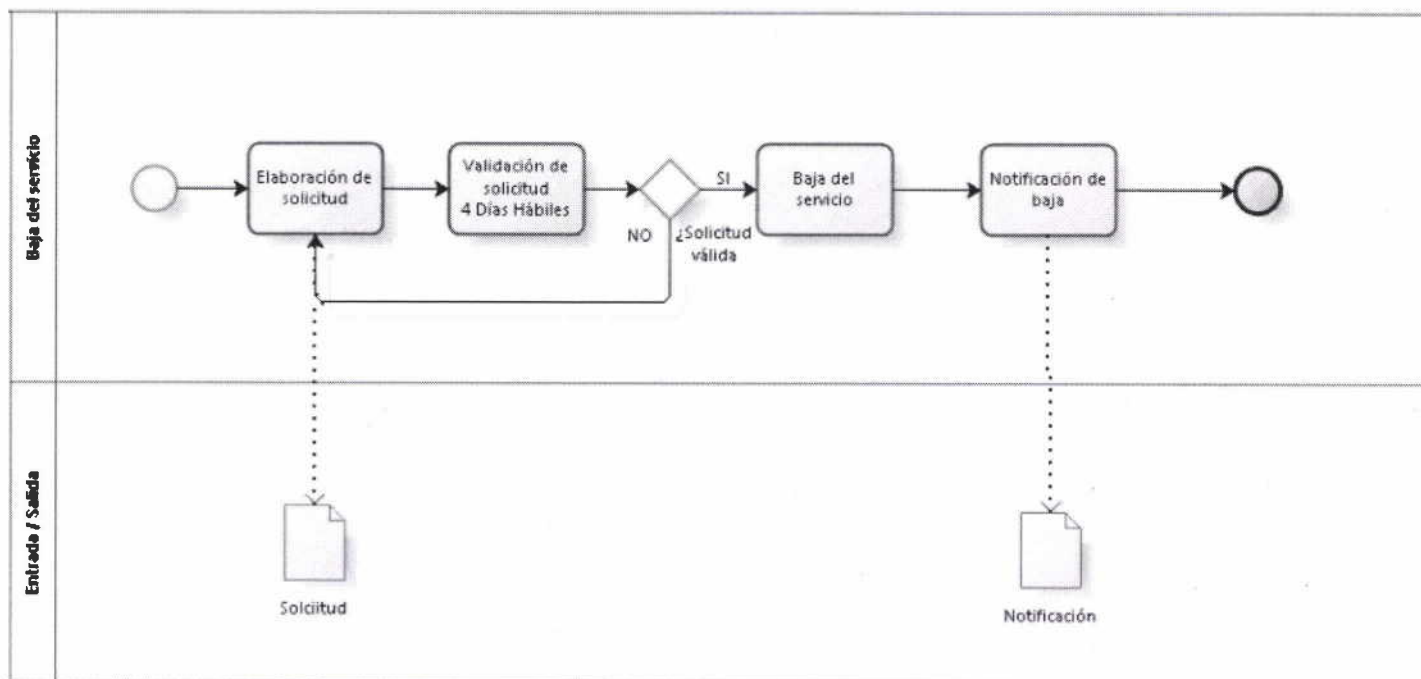 Baja del servicio
Elaboración de
solicitud
Validación de
solicitud
4 Días Hábiles
SI
NO
¿Solicitud
válida
Baja del
servicio
Notificación de
baja
Entrada / Salida
Solciitud
Notificación